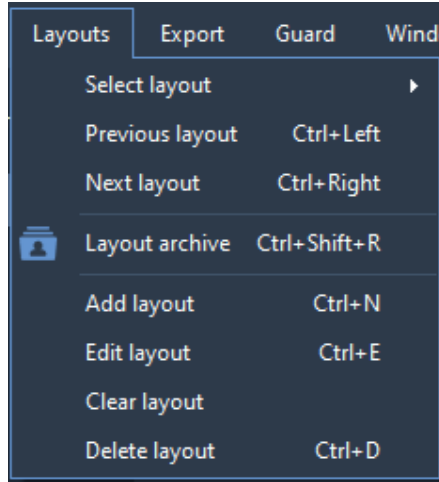 Layouts Export Guard Wind
Select layout
Previous layout Ctrl+Left
Next layout Ctrl+Right
Layout archive Ctrl+Shift+R
Add layout Ctrl+N
Edit layout Ctrl+E
Clear layout
Delete layout Ctrl+D